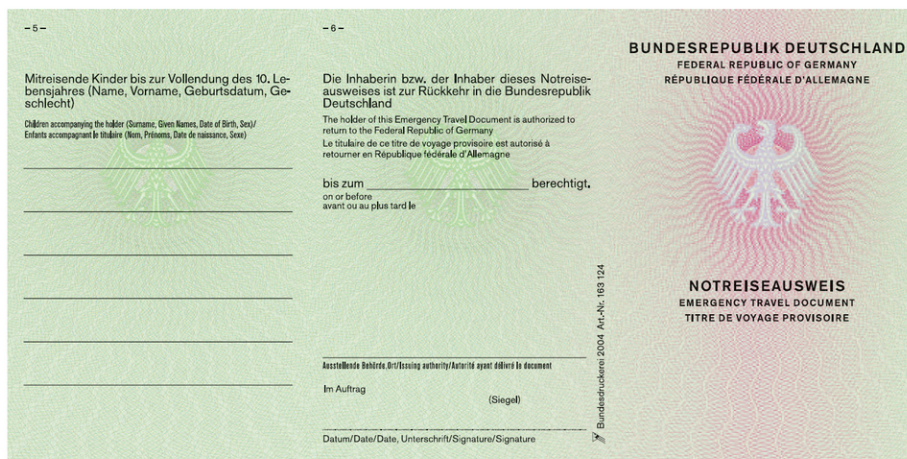 –5–
Mitreisende Kinder bis zur Vollendung des 10. Le-
bensjahres (Name, Vorname, Geburtsdatum, Ge-
schlecht)
Children accompanying the holder (Surname, Given Names, Date of Birth, Sex)/
Enfants accompagnant le titulaire (Nom, Prénoms, Date de naissance, Sexe)
–6–
Die Inhaberin bzw. der Inhaber dieses Notreise-
ausweises ist zur Rückkehr in die Bundesrepublik
Deutschland
The holder of this Emergency Travel Document is authorized to
return to the Federal Republic of Germany
Le titulaire de ce titre de voyage provisoire est autorisé à
retourner en République fédérale d'Allemagne
bis zum berechtigt.
on or before
avant ou au plus tard le
Ausstellende Behörde, Ort/Issuing authority/Autorité ayant délivré le document
Im Auftrag
(Siegel)
Datum/Date/Date, Unterschrift/Signature/Signature
Bundesdruckerei 2004 Art.-Nr. 163 124
BUNDESREPUBLIK DEUTSCHLAND
FEDERAL REPUBLIC OF GERMANY
RÉPUBLIQUE FÉDÉRALE D'ALLEMAGNE
NOTREISEAUSWEIS
EMERGENCY TRAVEL DOCUMENT
TITRE DE VOYAGE PROVISOIRE